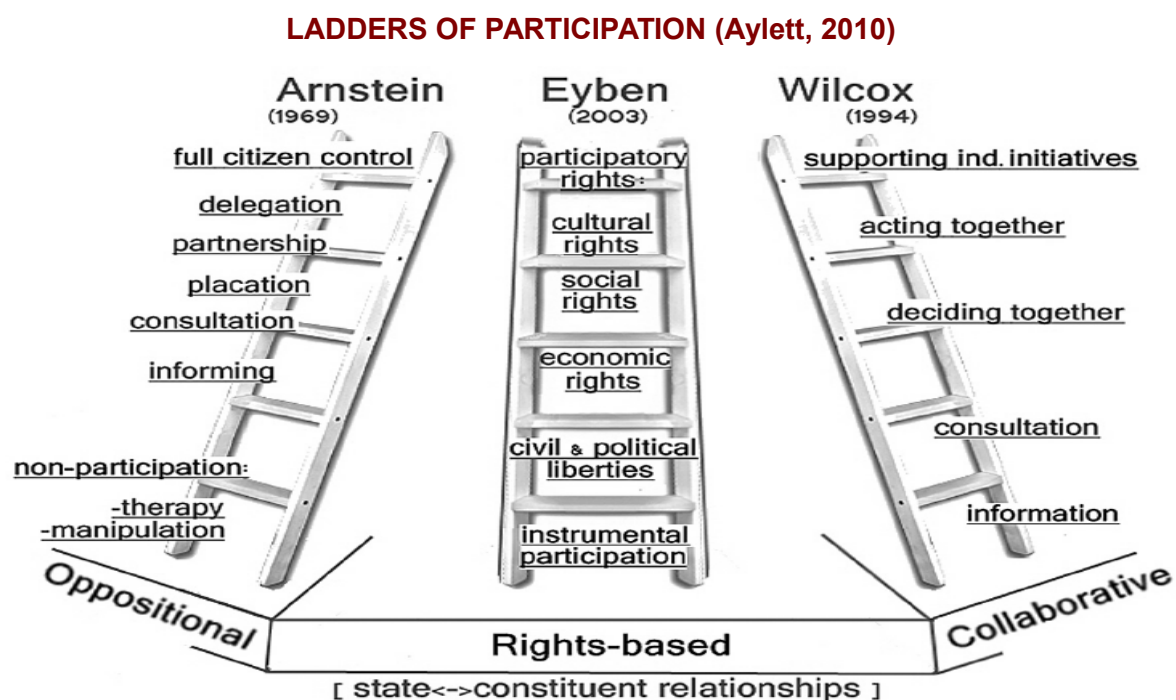 LADDERS OF PARTICIPATION (Aylett, 2010)
Arnstein
(1969)
full citizen control
delegation
partnership
placation
consultation
informing
non-participation:
-therapy
-manipulation
Eyben
(2003)
participatory
rights:
cultural
rights
social
rights
economic
rights
civil & political
liberties
instrumental
participation
Wilcox
(1994)
supporting ind. initiatives
acting together
deciding together
consultation
information
Oppositional
Rights-based
Collaborative
[ state<->constituent relationships ]